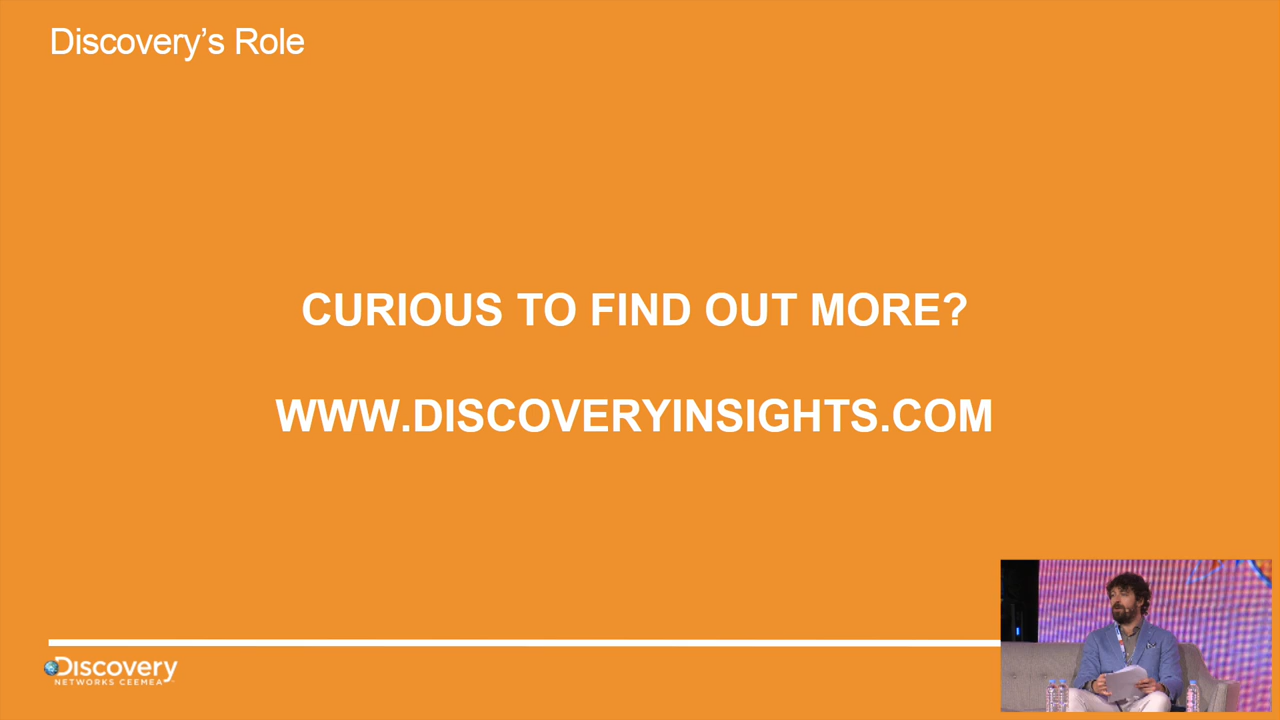 Discovery’s Role
CURIOUS TO FIND OUT MORE?
WWW.DISCOVERYINSIGHTS.COM
Discovery
NETWORKS CEEMEA